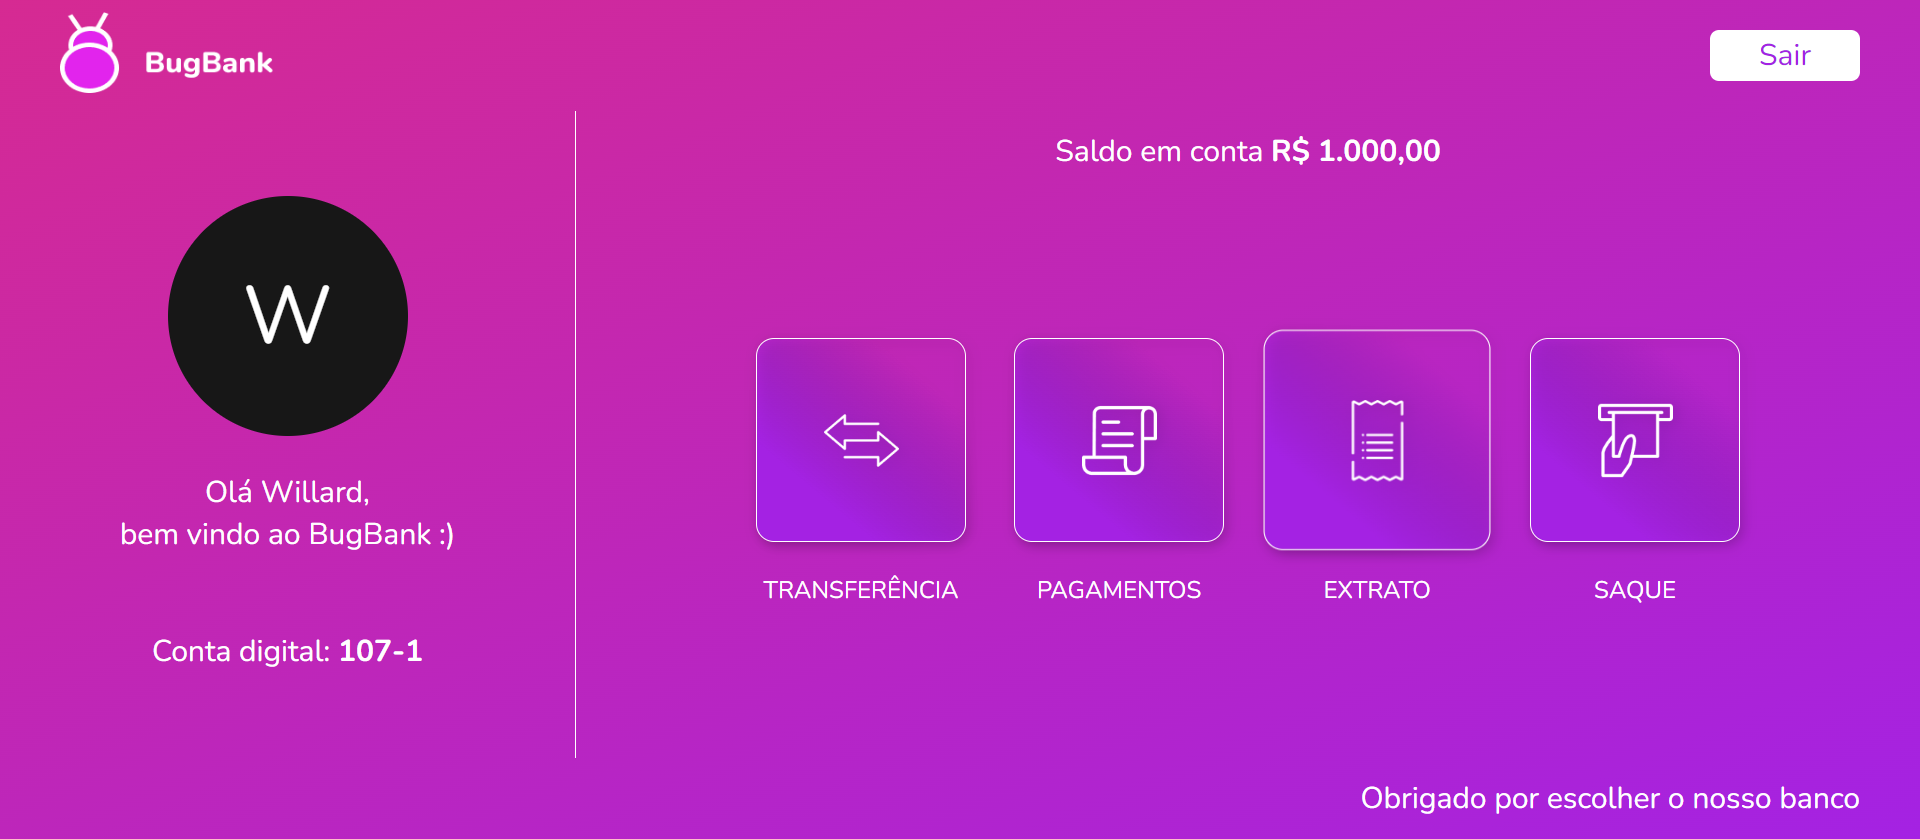 BugBank
Sair
W
Olá Willard,
bem vindo ao BugBank :)
Conta digital: 107-1
Saldo em conta R$ 1.000,00
TRANSFERÊNCIA
PAGAMENTOS
EXTRATO
SAQUE
Obrigado por escolher o nosso banco